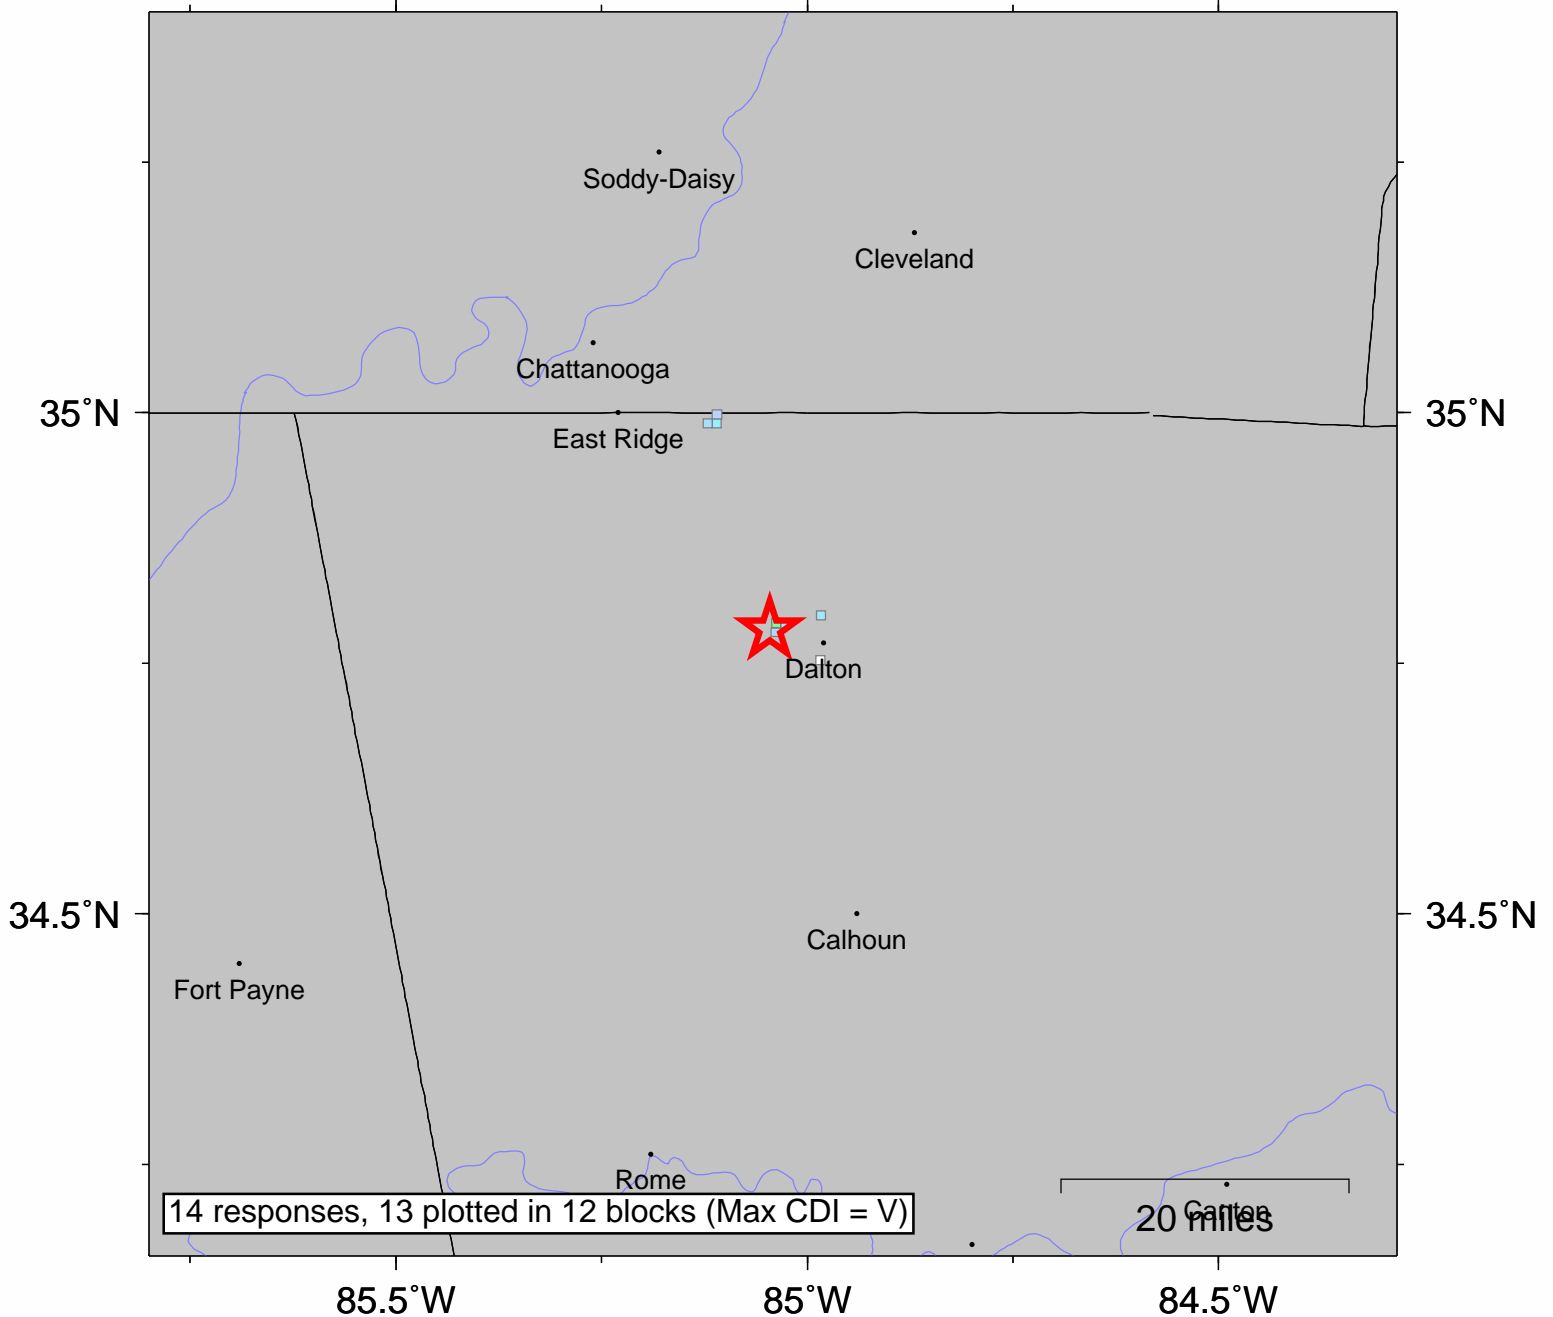 Soddy-Daisy
Cleveland
Chattanooga
35°N
35°N
East Ridge
Dalton
34.5°N
34.5°N
Calhoun
Fort Payne
Rome
14 responses, 13 plotted in 12 blocks (Max CDI = V)
Canton
20 miles
85.5°W
85°W
84.5°W